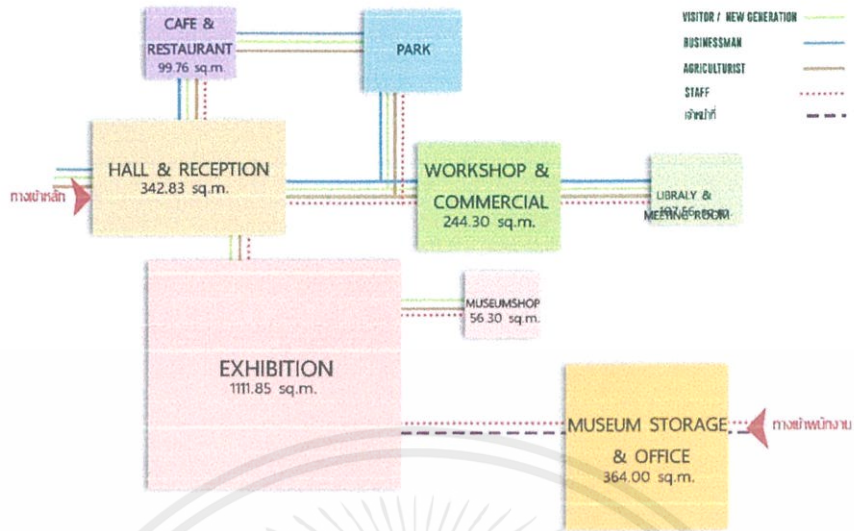 CAFE &
RESTAURANT
99.76 sq.m.
PARK
VISITOR / NEW GENERATION
BUSINESSMAN
AGRICULTURIST
STAFF
เจ้าหน้าที่
HALL & RECEPTION
342.83 sq.m.
ทางเข้าหลัก
WORKSHOP &
COMMERCIAL
244.30 sq.m.
LIBRALY &
MEETING ROOM
MUSEUMSHOP
56.30 sq.m.
EXHIBITION
1111.85 sq.m.
MUSEUM STORAGE
& OFFICE
364.00 sq.m.
ทางเข้าพนักงาน